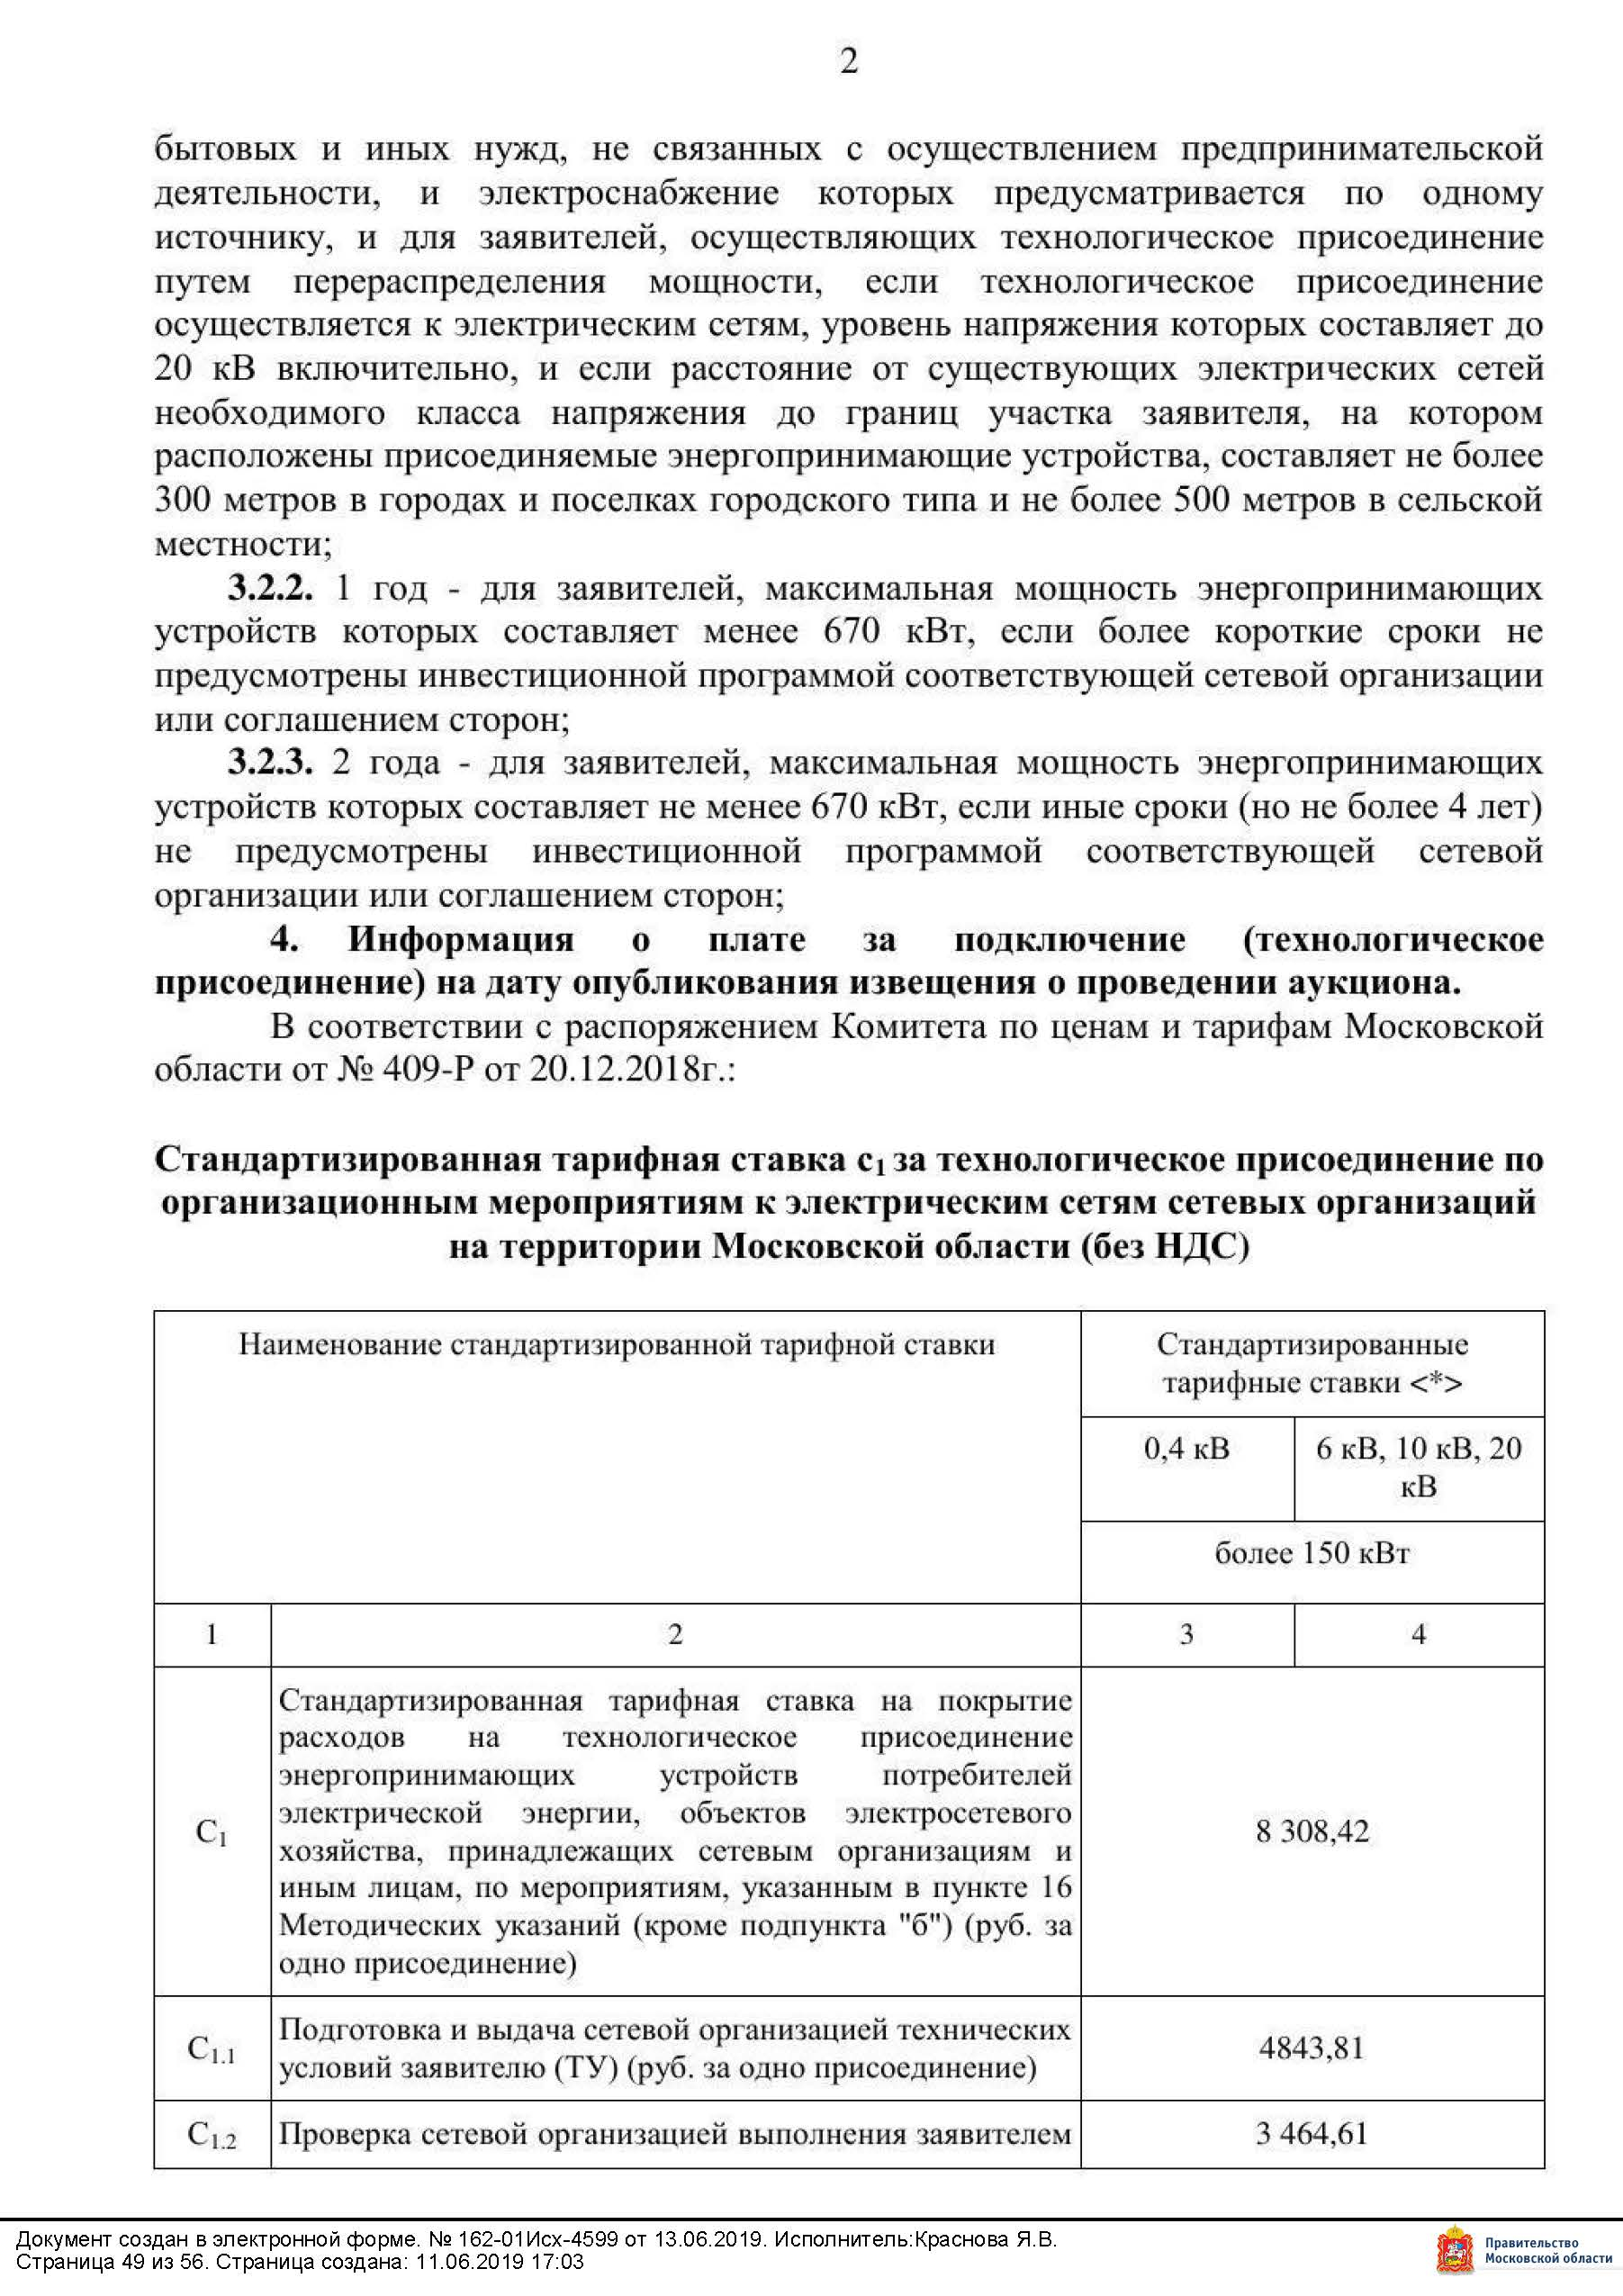 2
бытовых и иных нужд, не связанных с осуществлением предпринимательской
деятельности, и электроснабжение которых предусматривается по одному
источнику, и для заявителей, осуществляющих технологическое присоединение
путем перераспределения мощности, если технологическое присоединение
осуществляется к электрическим сетям, уровень напряжения которых составляет до
20 кВ включительно, и если расстояние от существующих электрических сетей
необходимого класса напряжения до границ участка заявителя, на котором
расположены присоединяемые энергопринимающие устройства, составляет не более
300 метров в городах и поселках городского типа и не более 500 метров в сельской
местности;
3.2.2. 1 год - для заявителей, максимальная мощность энергопринимающих
устройств которых составляет менее 670 кВт, если более короткие сроки не
предусмотрены инвестиционной программой соответствующей сетевой организации
или соглашением сторон;
3.2.3. 2 года - для заявителей, максимальная мощность энергопринимающих
устройств которых составляет не менее 670 кВт, если иные сроки (но не более 4 лет)
не предусмотрены инвестиционной программой соответствующей сетевой
организации или соглашением сторон;
4. Информация о плате за подключение (технологическое
присоединение) на дату опубликования извещения о проведении аукциона.
В соответствии с распоряжением Комитета по ценам и тарифам Московской
области от № 409-Р от 20.12.2018г.:
Стандартизированная тарифная ставка с1 за технологическое присоединение по
организационным мероприятиям к электрическим сетям сетевых организаций
на территории Московской области (без НДС)
Наименование стандартизированной тарифной ставки
Стандартизированные
тарифные ставки <*>
0,4 кВ
6 кВ, 10 кВ, 20
кВ
более 150 кВт
1 2 3 4
С1
Стандартизированная тарифная ставка на покрытие
расходов на технологическое присоединение
энергопринимающих устройств потребителей
электрической энергии, объектов электросетевого
хозяйства, принадлежащих сетевым организациям и
иным лицам, по мероприятиям, указанным в пункте 16
Методических указаний (кроме подпункта "б") (руб. за
одно присоединение)
8 308,42
С1.1
Подготовка и выдача сетевой организацией технических
условий заявителю (ТУ) (руб. за одно присоединение)
4843,81
С1.2 Проверка сетевой организацией выполнения заявителем 3 464,61
Документ создан в электронной форме. № 162-01Исх-4599 от 13.06.2019. Исполнитель:Краснова Я.В.
Страница 49 из 56. Страница создана: 11.06.2019 17:03
Правительство
Московской области